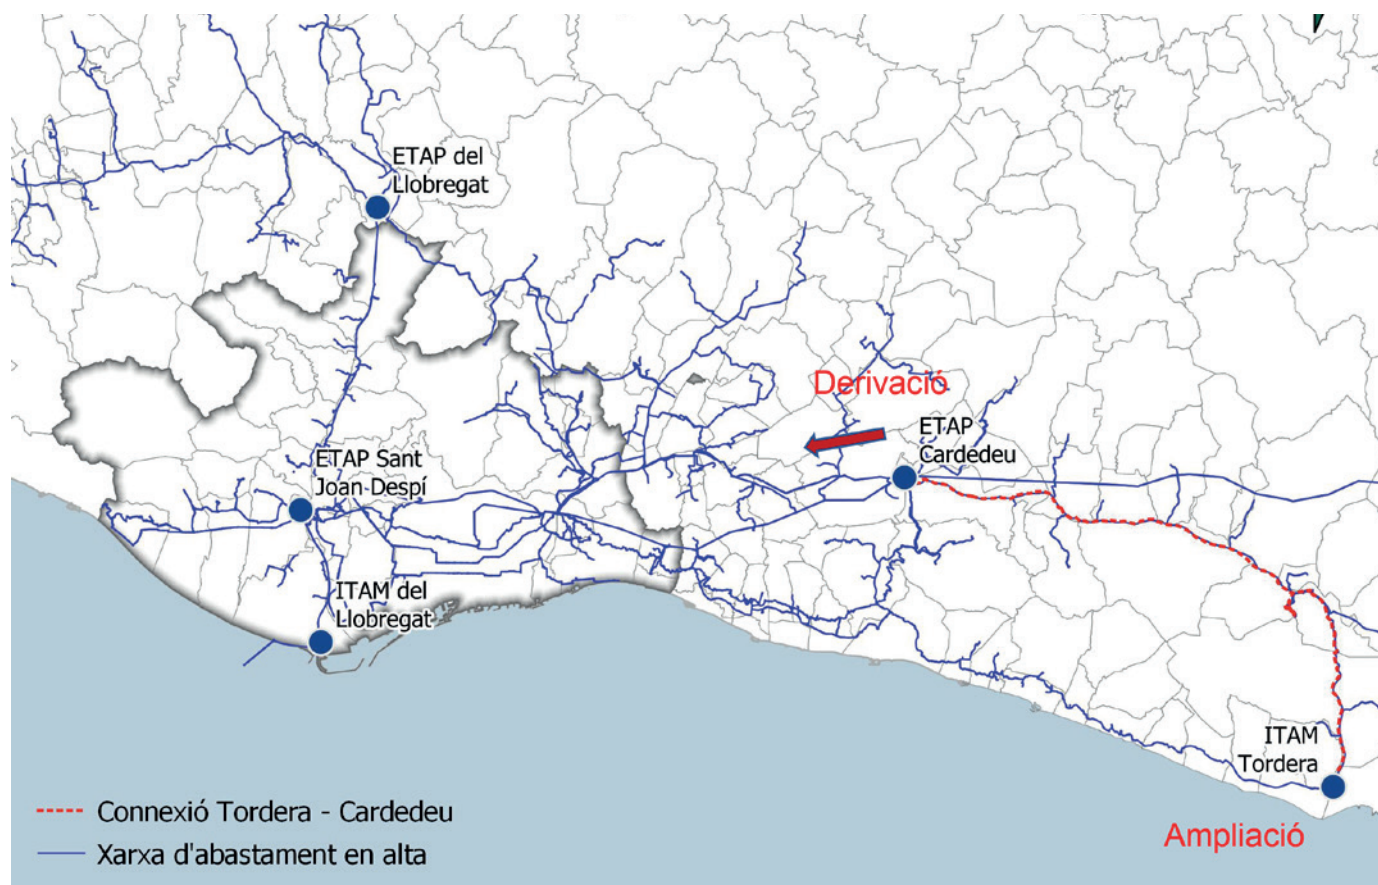 ETAP del
Llobregat
Derivació
ETAP
Cardedeu
ETAP Sant
Joan Despí
ITAM del
Llobregat
ITAM
Tordera
Ampliació
Connexió Tordera - Cardedeu
Xarxa d'abastament en alta